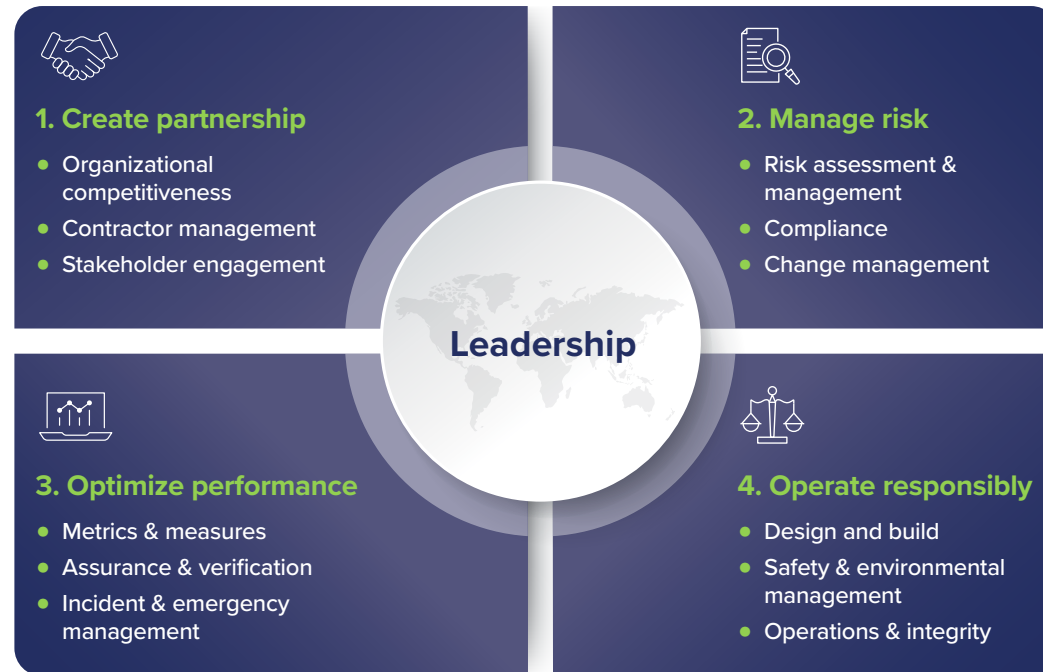 1. Create partnership
• Organizational
competitiveness
• Contractor management
• Stakeholder engagement
2. Manage risk
• Risk assessment &
management
• Compliance
• Change management
Leadership
3. Optimize performance
• Metrics & measures
• Assurance & verification
• Incident & emergency
management
4. Operate responsibly
• Design and build
• Safety & environmental
management
• Operations & integrity